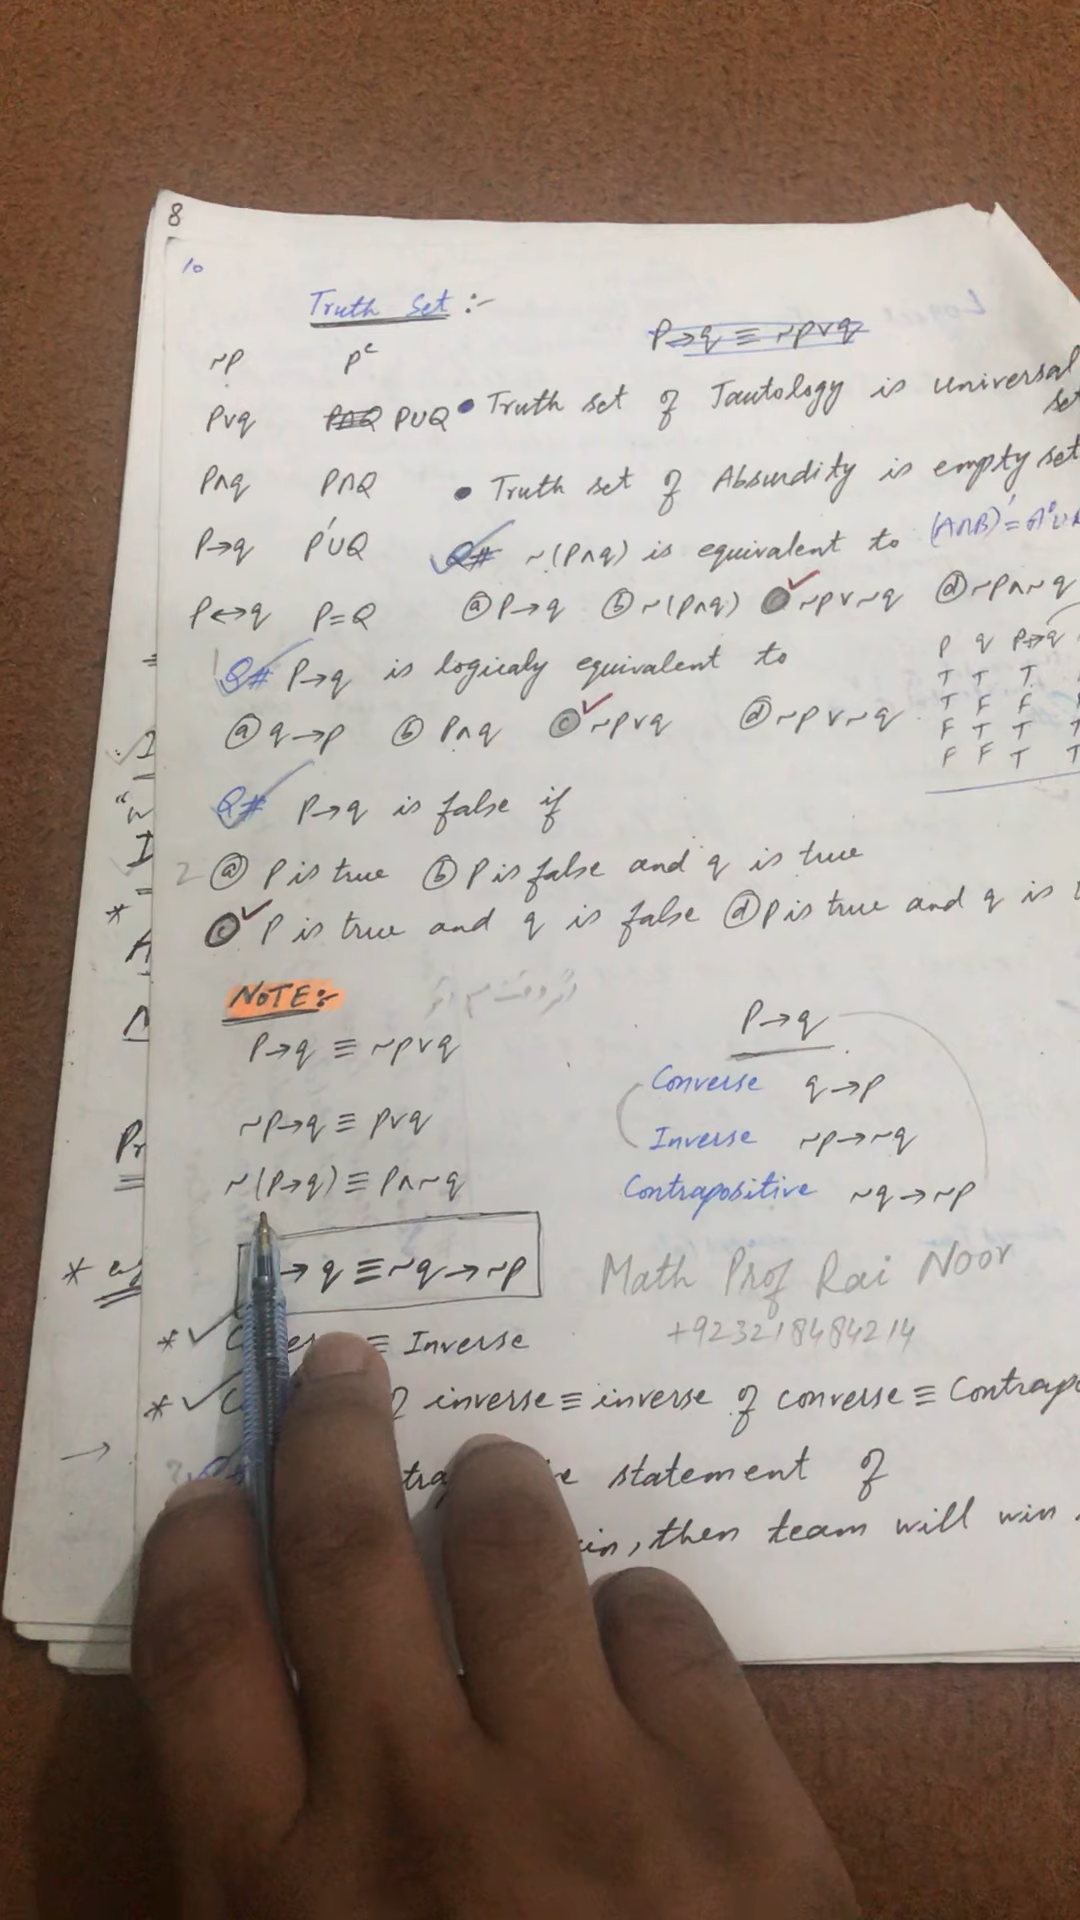 8
10
Truth Set :-
P→q ≡ ~p∨q
~p P^c
P∨q P∪Q • Truth set of Tautology is universal set
P∧q P∩Q • Truth set of Absurdity is empty set
P→q P'∪Q Q# ~(P∧q) is equivalent to (A∩B)'=
P↔q P=Q ⓐ P→q ⓑ ~(P∧q) ⓒ ~p∨~q ⓓ ~p∧~q
Q# P→q is logicaly equivalent to
ⓐ q→p ⓑ P∧q ⓒ ~p∨q ⓓ ~p∨~q
P q P→q
T T T
T F F
F T T
F F T
Q# P→q is false if
2 ⓐ P is true ⓑ P is false and q is true
ⓒ P is true and q is false ⓓ P is true and q is
NOTE:-
P→q ≡ ~p∨q
~P→q ≡ p∨q
~(P→q) ≡ P∧~q
→ q ≡ ~q → ~p
P→q
Converse q→p
Inverse ~p→~q
Contrapositive ~q→~p
Math Prof Rai Noor
+923218484214
* ≡ Inverse
* of inverse ≡ inverse of converse ≡
statement of
then team will win